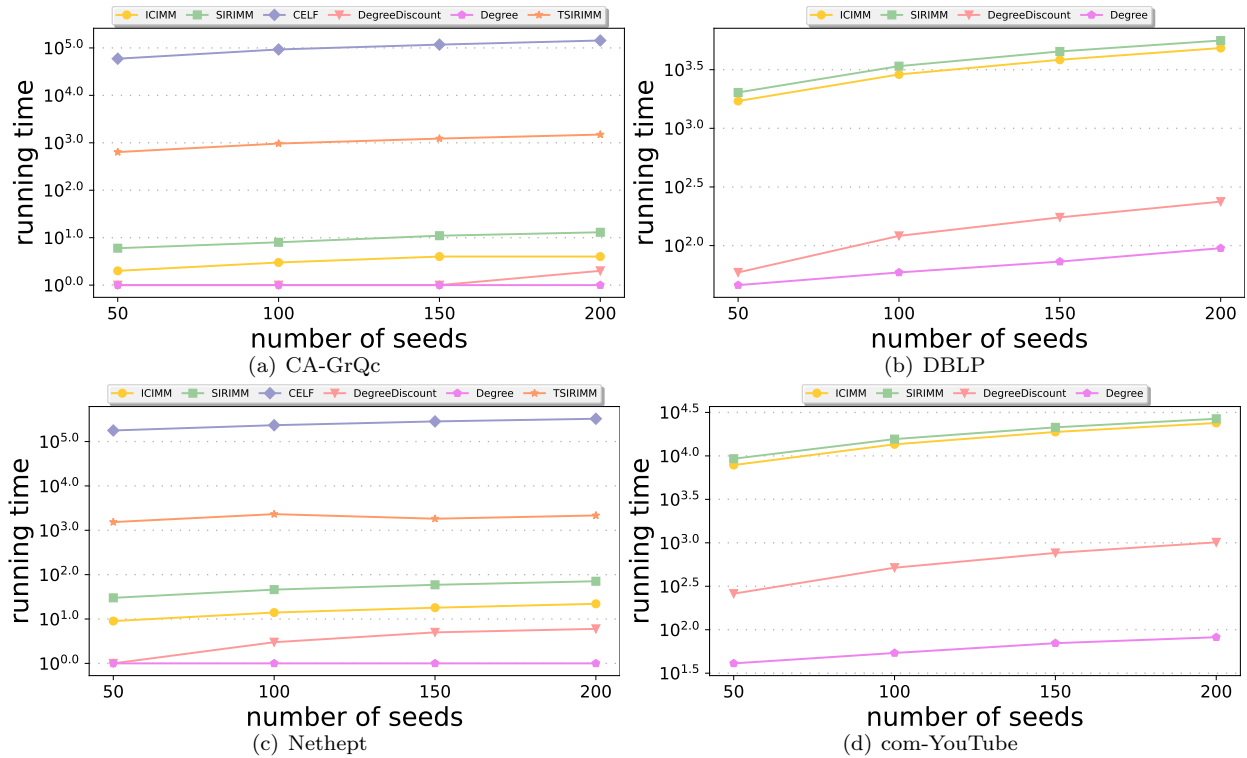 ICIMM SIRIMM CELF DegreeDiscount Degree TSIRIMM
running time
10^5.0
10^4.0
10^3.0
10^2.0
10^1.0
10^0.0
50 100 150 200
number of seeds
(a) CA-GrQc
ICIMM SIRIMM DegreeDiscount Degree
running time
10^3.5
10^3.0
10^2.5
10^2.0
50 100 150 200
number of seeds
(b) DBLP
ICIMM SIRIMM CELF DegreeDiscount Degree TSIRIMM
running time
10^5.0
10^4.0
10^3.0
10^2.0
10^1.0
10^0.0
50 100 150 200
number of seeds
(c) Nethept
ICIMM SIRIMM DegreeDiscount Degree
running time
10^4.5
10^4.0
10^3.5
10^3.0
10^2.5
10^2.0
10^1.5
50 100 150 200
number of seeds
(d) com-YouTube